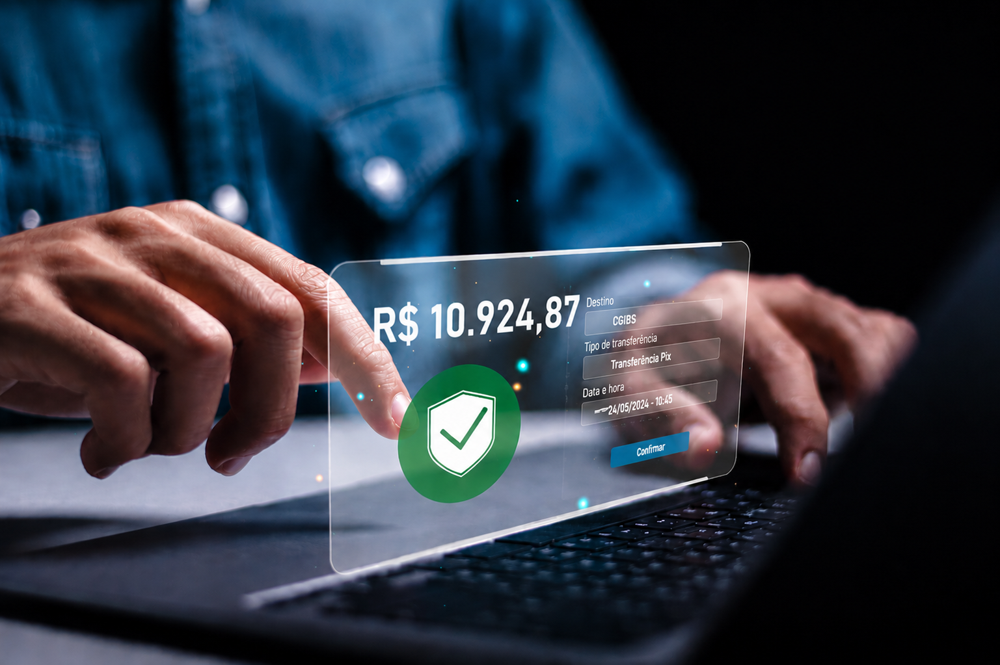 R$ 10.924,87
Destino
CGIBS
Tipo de transferência
Transferência Pix
Data e hora
24/05/2024 - 10:45
Confirmar